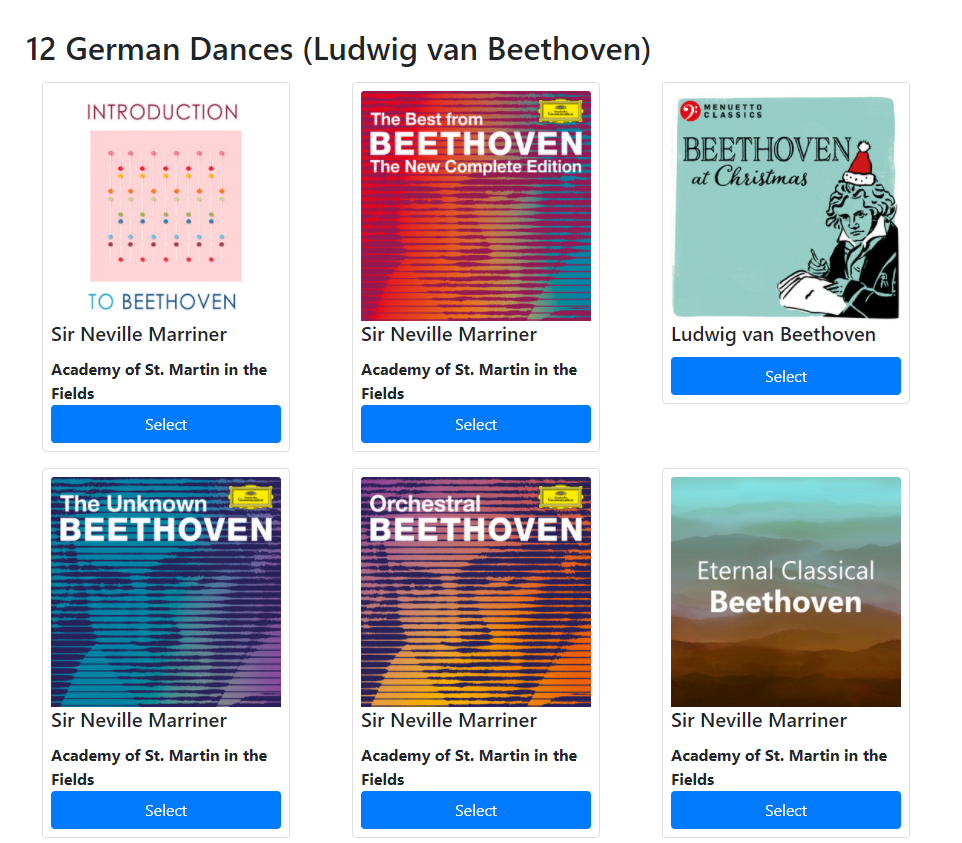 12 German Dances (Ludwig van Beethoven)
INTRODUCTION
TO BEETHOVEN
Sir Neville Marriner
Academy of St. Martin in the
Fields
Select
The Best from
BEETHOVEN
The New Complete Edition
Sir Neville Marriner
Academy of St. Martin in the
Fields
Select
MENUETTO
CLASSICS
BEETHOVEN
at Christmas
Ludwig van Beethoven
Select
The Unknown
BEETHOVEN
Sir Neville Marriner
Academy of St. Martin in the
Fields
Select
Orchestral
BEETHOVEN
Sir Neville Marriner
Academy of St. Martin in the
Fields
Select
Eternal Classical
Beethoven
Sir Neville Marriner
Academy of St. Martin in the
Fields
Select